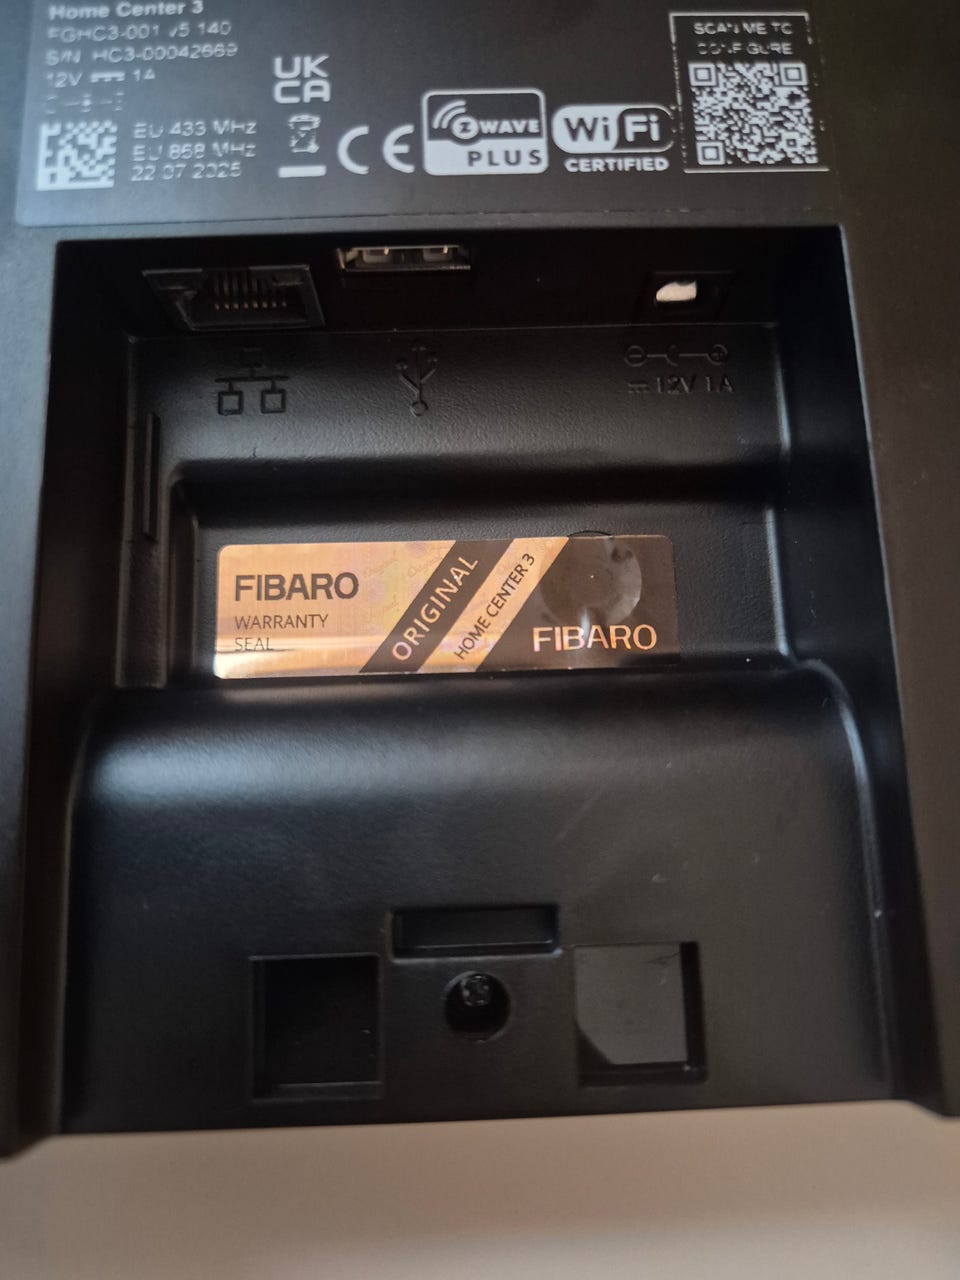 Home Center 3
FGHC3-001 v5.140
S/N HC3-00042669
12V ⎓ 1A
EU 433 MHz
EU 868 MHz
22 07 2025
UK
CA
CE
Z WAVE
PLUS
Wi Fi
CERTIFIED
SCAN ME TO
CONFIGURE
⎓ 12V 1A
FIBARO
WARRANTY
SEAL
ORIGINAL
HOME CENTER 3
FIBARO